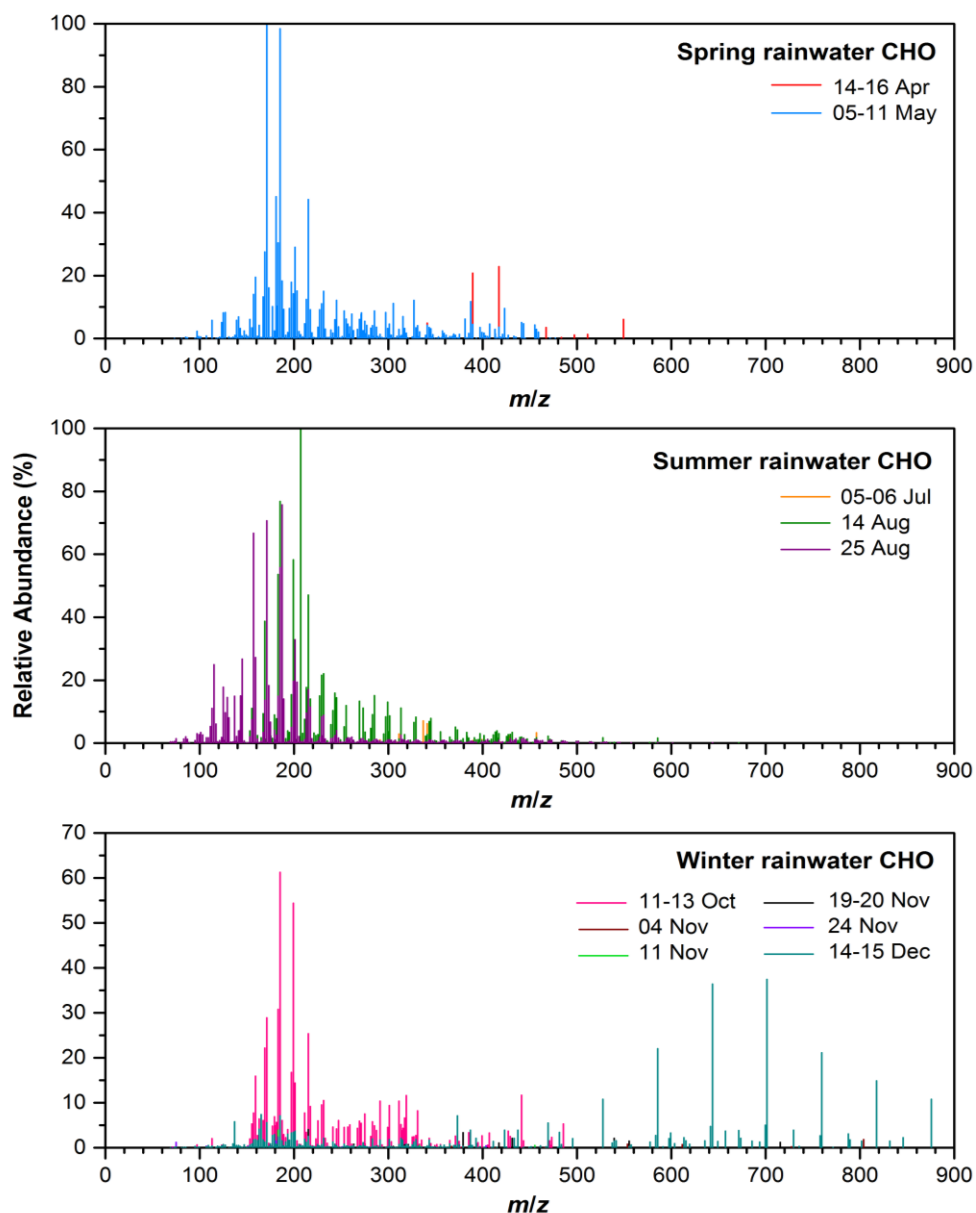 100
80
60
40
20
0
Spring rainwater CHO
14-16 Apr
05-11 May
0 100 200 300 400 500 600 700 800 900
m/z
Relative Abundance (%)
100
80
60
40
20
0
Summer rainwater CHO
05-06 Jul
14 Aug
25 Aug
0 100 200 300 400 500 600 700 800 900
m/z
70
60
50
40
30
20
10
0
Winter rainwater CHO
11-13 Oct 19-20 Nov
04 Nov 24 Nov
11 Nov 14-15 Dec
0 100 200 300 400 500 600 700 800 900
m/z